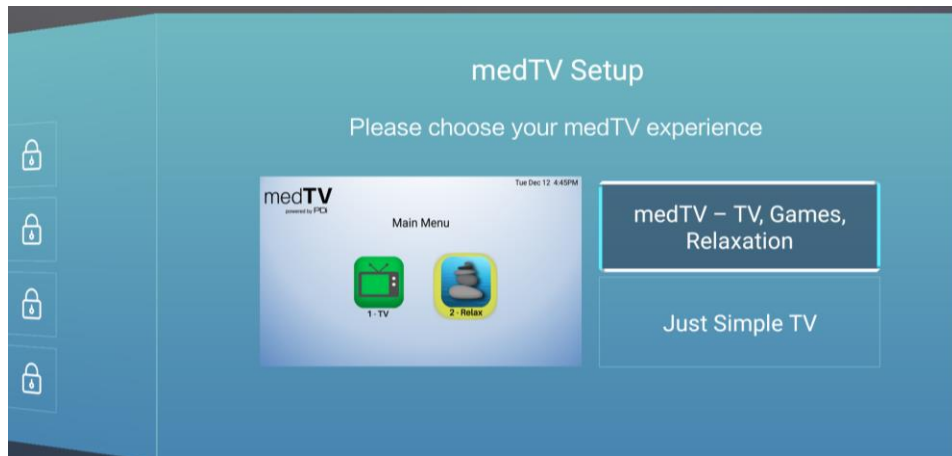 medTV Setup
Please choose your medTV experience
medTV
powered by PDi
Tue Dec 12 4:45PM
Main Menu
1 - TV
2 - Relax
medTV – TV, Games,
Relaxation
Just Simple TV